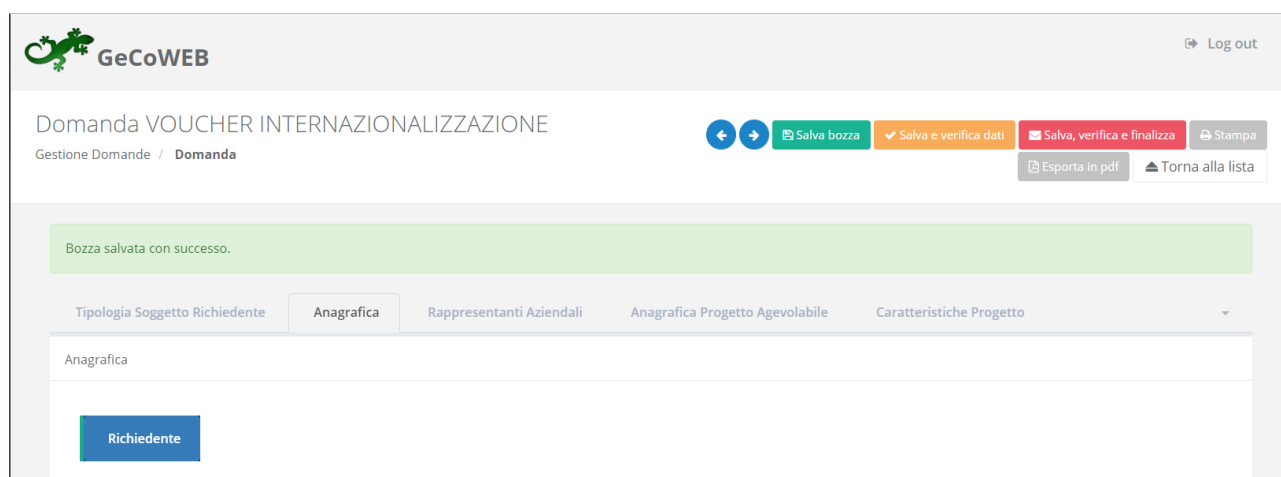 GeCoWEB
Log out
Domanda VOUCHER INTERNAZIONALIZZAZIONE
Gestione Domande / Domanda
Salva bozza
Salva e verifica dati
Salva, verifica e finalizza
Stampa
Esporta in pdf
Torna alla lista
Bozza salvata con successo.
Tipologia Soggetto Richiedente
Anagrafica
Rappresentanti Aziendali
Anagrafica Progetto Agevolabile
Caratteristiche Progetto
Anagrafica
Richiedente